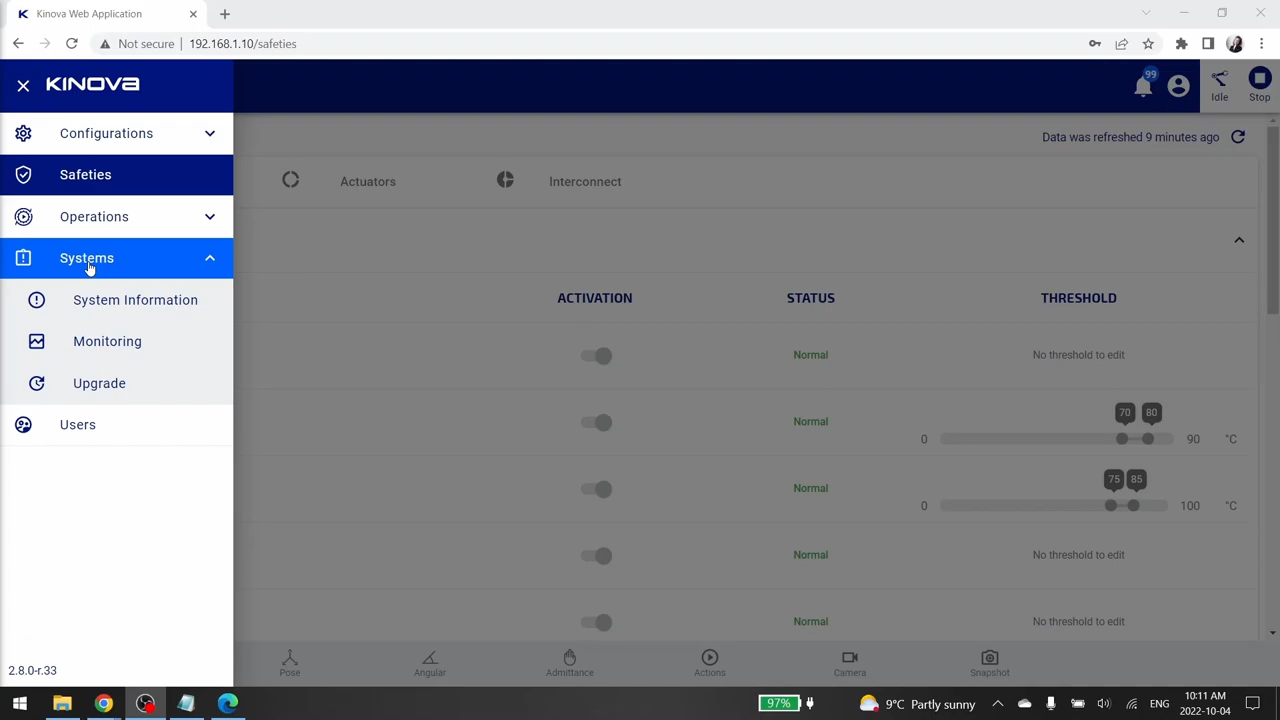 Kinova Web Application
Not secure
192.168.1.10/safeties
KINOVA
99
Idle
Stop
Configurations
Safeties
Operations
Systems
System Information
Monitoring
Upgrade
Users
2.8.0-r.33
Data was refreshed 9 minutes ago
Actuators
Interconnect
ACTIVATION
STATUS
THRESHOLD
Normal
No threshold to edit
Normal
70
80
0
90
°C
Normal
75
85
0
100
°C
Normal
No threshold to edit
Normal
No threshold to edit
Pose
Angular
Admittance
Actions
Camera
Snapshot
97%
9°C Partly sunny
ENG
10:11 AM
2022-10-04